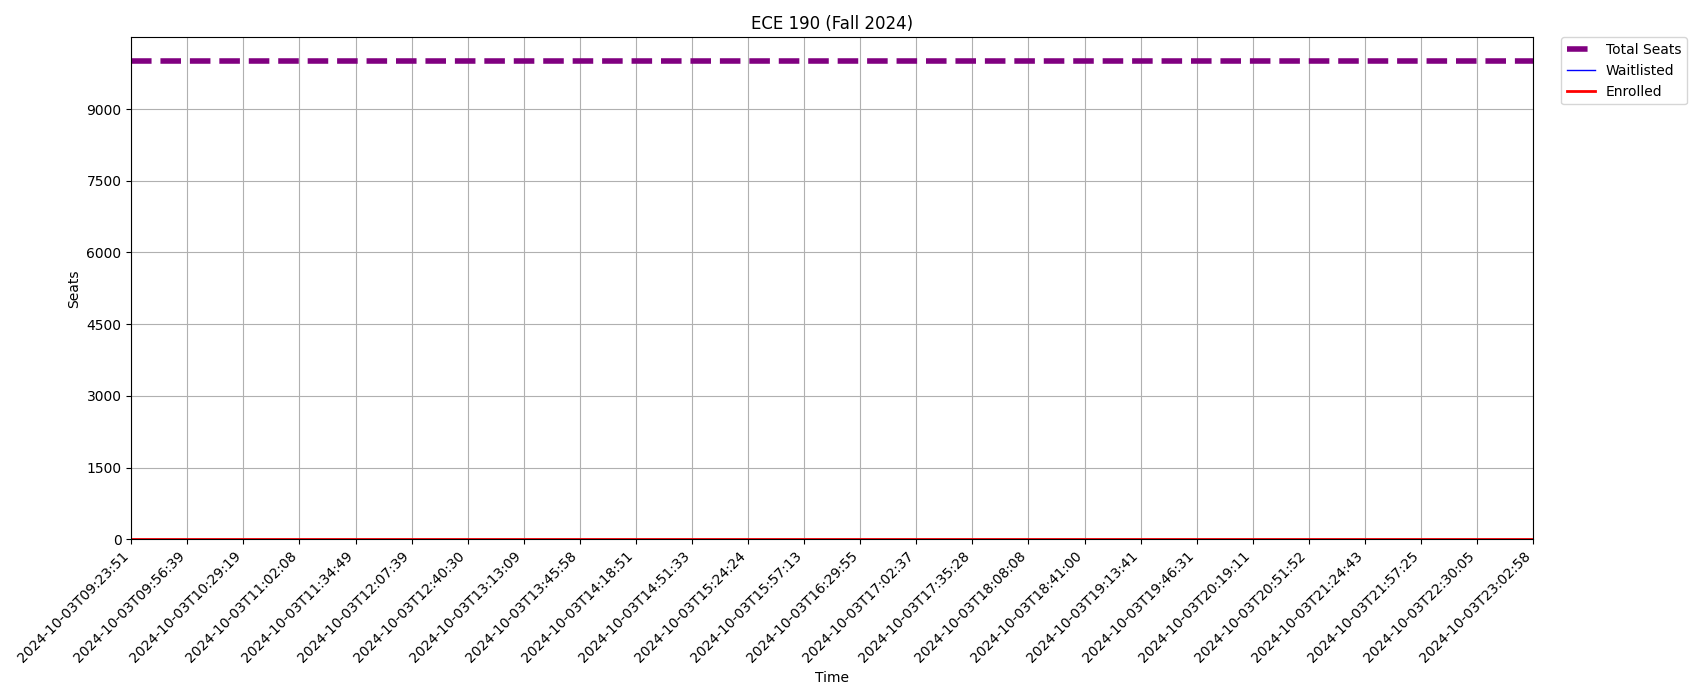 ECE 190 (Fall 2024)
Total Seats
Waitlisted
Enrolled
Seats
9000
7500
6000
4500
3000
1500
0
2024-10-03T09:23:51
2024-10-03T09:56:39
2024-10-03T10:29:19
2024-10-03T11:02:08
2024-10-03T11:34:49
2024-10-03T12:07:39
2024-10-03T12:40:30
2024-10-03T13:13:09
2024-10-03T13:45:58
2024-10-03T14:18:51
2024-10-03T14:51:33
2024-10-03T15:24:24
2024-10-03T15:57:13
2024-10-03T16:29:55
2024-10-03T17:02:37
2024-10-03T17:35:28
2024-10-03T18:08:08
2024-10-03T18:41:00
2024-10-03T19:13:41
2024-10-03T19:46:31
2024-10-03T20:19:11
2024-10-03T20:51:52
2024-10-03T21:24:43
2024-10-03T21:57:25
2024-10-03T22:30:05
2024-10-03T23:02:58
Time